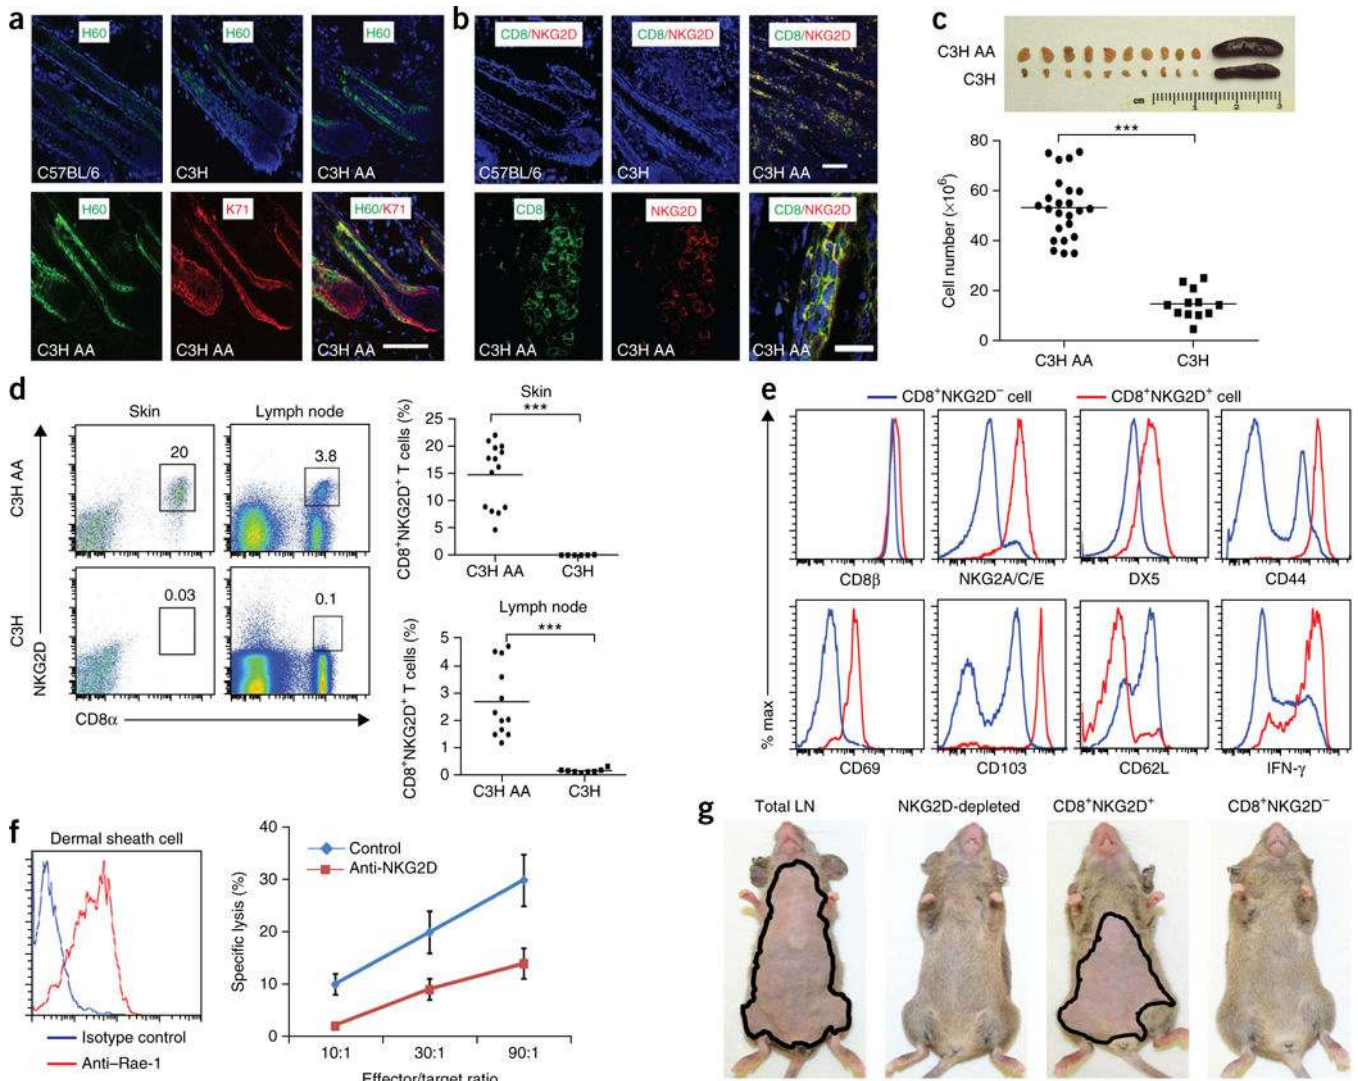 a
H60
H60
H60
C57BL/6
C3H
C3H AA
H60
K71
H60/K71
C3H AA
C3H AA
C3H AA
b
CD8/NKG2D
CD8/NKG2D
CD8/NKG2D
C57BL/6
C3H
C3H AA
CD8
NKG2D
CD8/NKG2D
C3H AA
C3H AA
C3H AA
c
C3H AA
C3H
cm 1 2 3
***
Cell number (×10⁶)
80
60
40
20
0
C3H AA
C3H
d
Skin
Lymph node
C3H AA
20
3.8
C3H
0.03
0.1
NKG2D
CD8α
Skin
***
CD8⁺NKG2D⁺ T cells (%)
25
20
15
10
5
0
C3H AA
C3H
Lymph node
***
CD8⁺NKG2D⁺ T cells (%)
5
4
3
2
1
0
C3H AA
C3H
e
CD8⁺NKG2D⁻ cell
CD8⁺NKG2D⁺ cell
% max
CD8β
NKG2A/C/E
DX5
CD44
CD69
CD103
CD62L
IFN-γ
f
Dermal sheath cell
Isotype control
Anti–Rae-1
Specific lysis (%)
40
30
20
10
0
Control
Anti-NKG2D
10:1
30:1
90:1
Effector/target ratio
g
Total LN
NKG2D-depleted
CD8⁺NKG2D⁺
CD8⁺NKG2D⁻